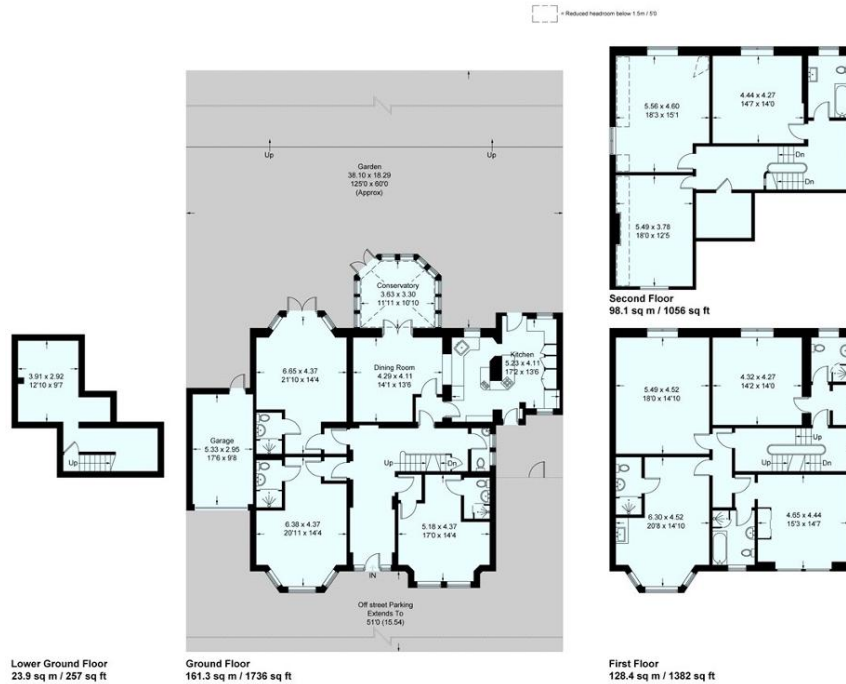 = Reduced headroom below 1.5m / 5'0
5.56 x 4.60
18'3 x 15'1
4.44 x 4.27
14'7 x 14'0
Dn
Dn
5.49 x 3.78
18'0 x 12'5
Second Floor
98.1 sq m / 1056 sq ft
Up
Up
Garden
38.10 x 18.29
125'0 x 60'0
(Approx)
Conservatory
3.63 x 3.30
11'11 x 10'10
6.65 x 4.37
21'10 x 14'4
Dining Room
4.29 x 4.11
14'1 x 13'6
Kitchen
5.23 x 4.11
17'2 x 13'6
Garage
5.33 x 2.95
17'6 x 9'8
Up
Dn
6.38 x 4.37
20'11 x 14'4
5.18 x 4.37
17'0 x 14'4
IN
Off street Parking
Extends To
51'0 (15.54)
3.91 x 2.92
12'10 x 9'7
Up
Lower Ground Floor
23.9 sq m / 257 sq ft
Ground Floor
161.3 sq m / 1736 sq ft
5.49 x 4.52
18'0 x 14'10
4.32 x 4.27
14'2 x 14'0
Up
Up
Dn
6.30 x 4.52
20'8 x 14'10
4.65 x 4.44
15'3 x 14'7
First Floor
128.4 sq m / 1382 sq ft